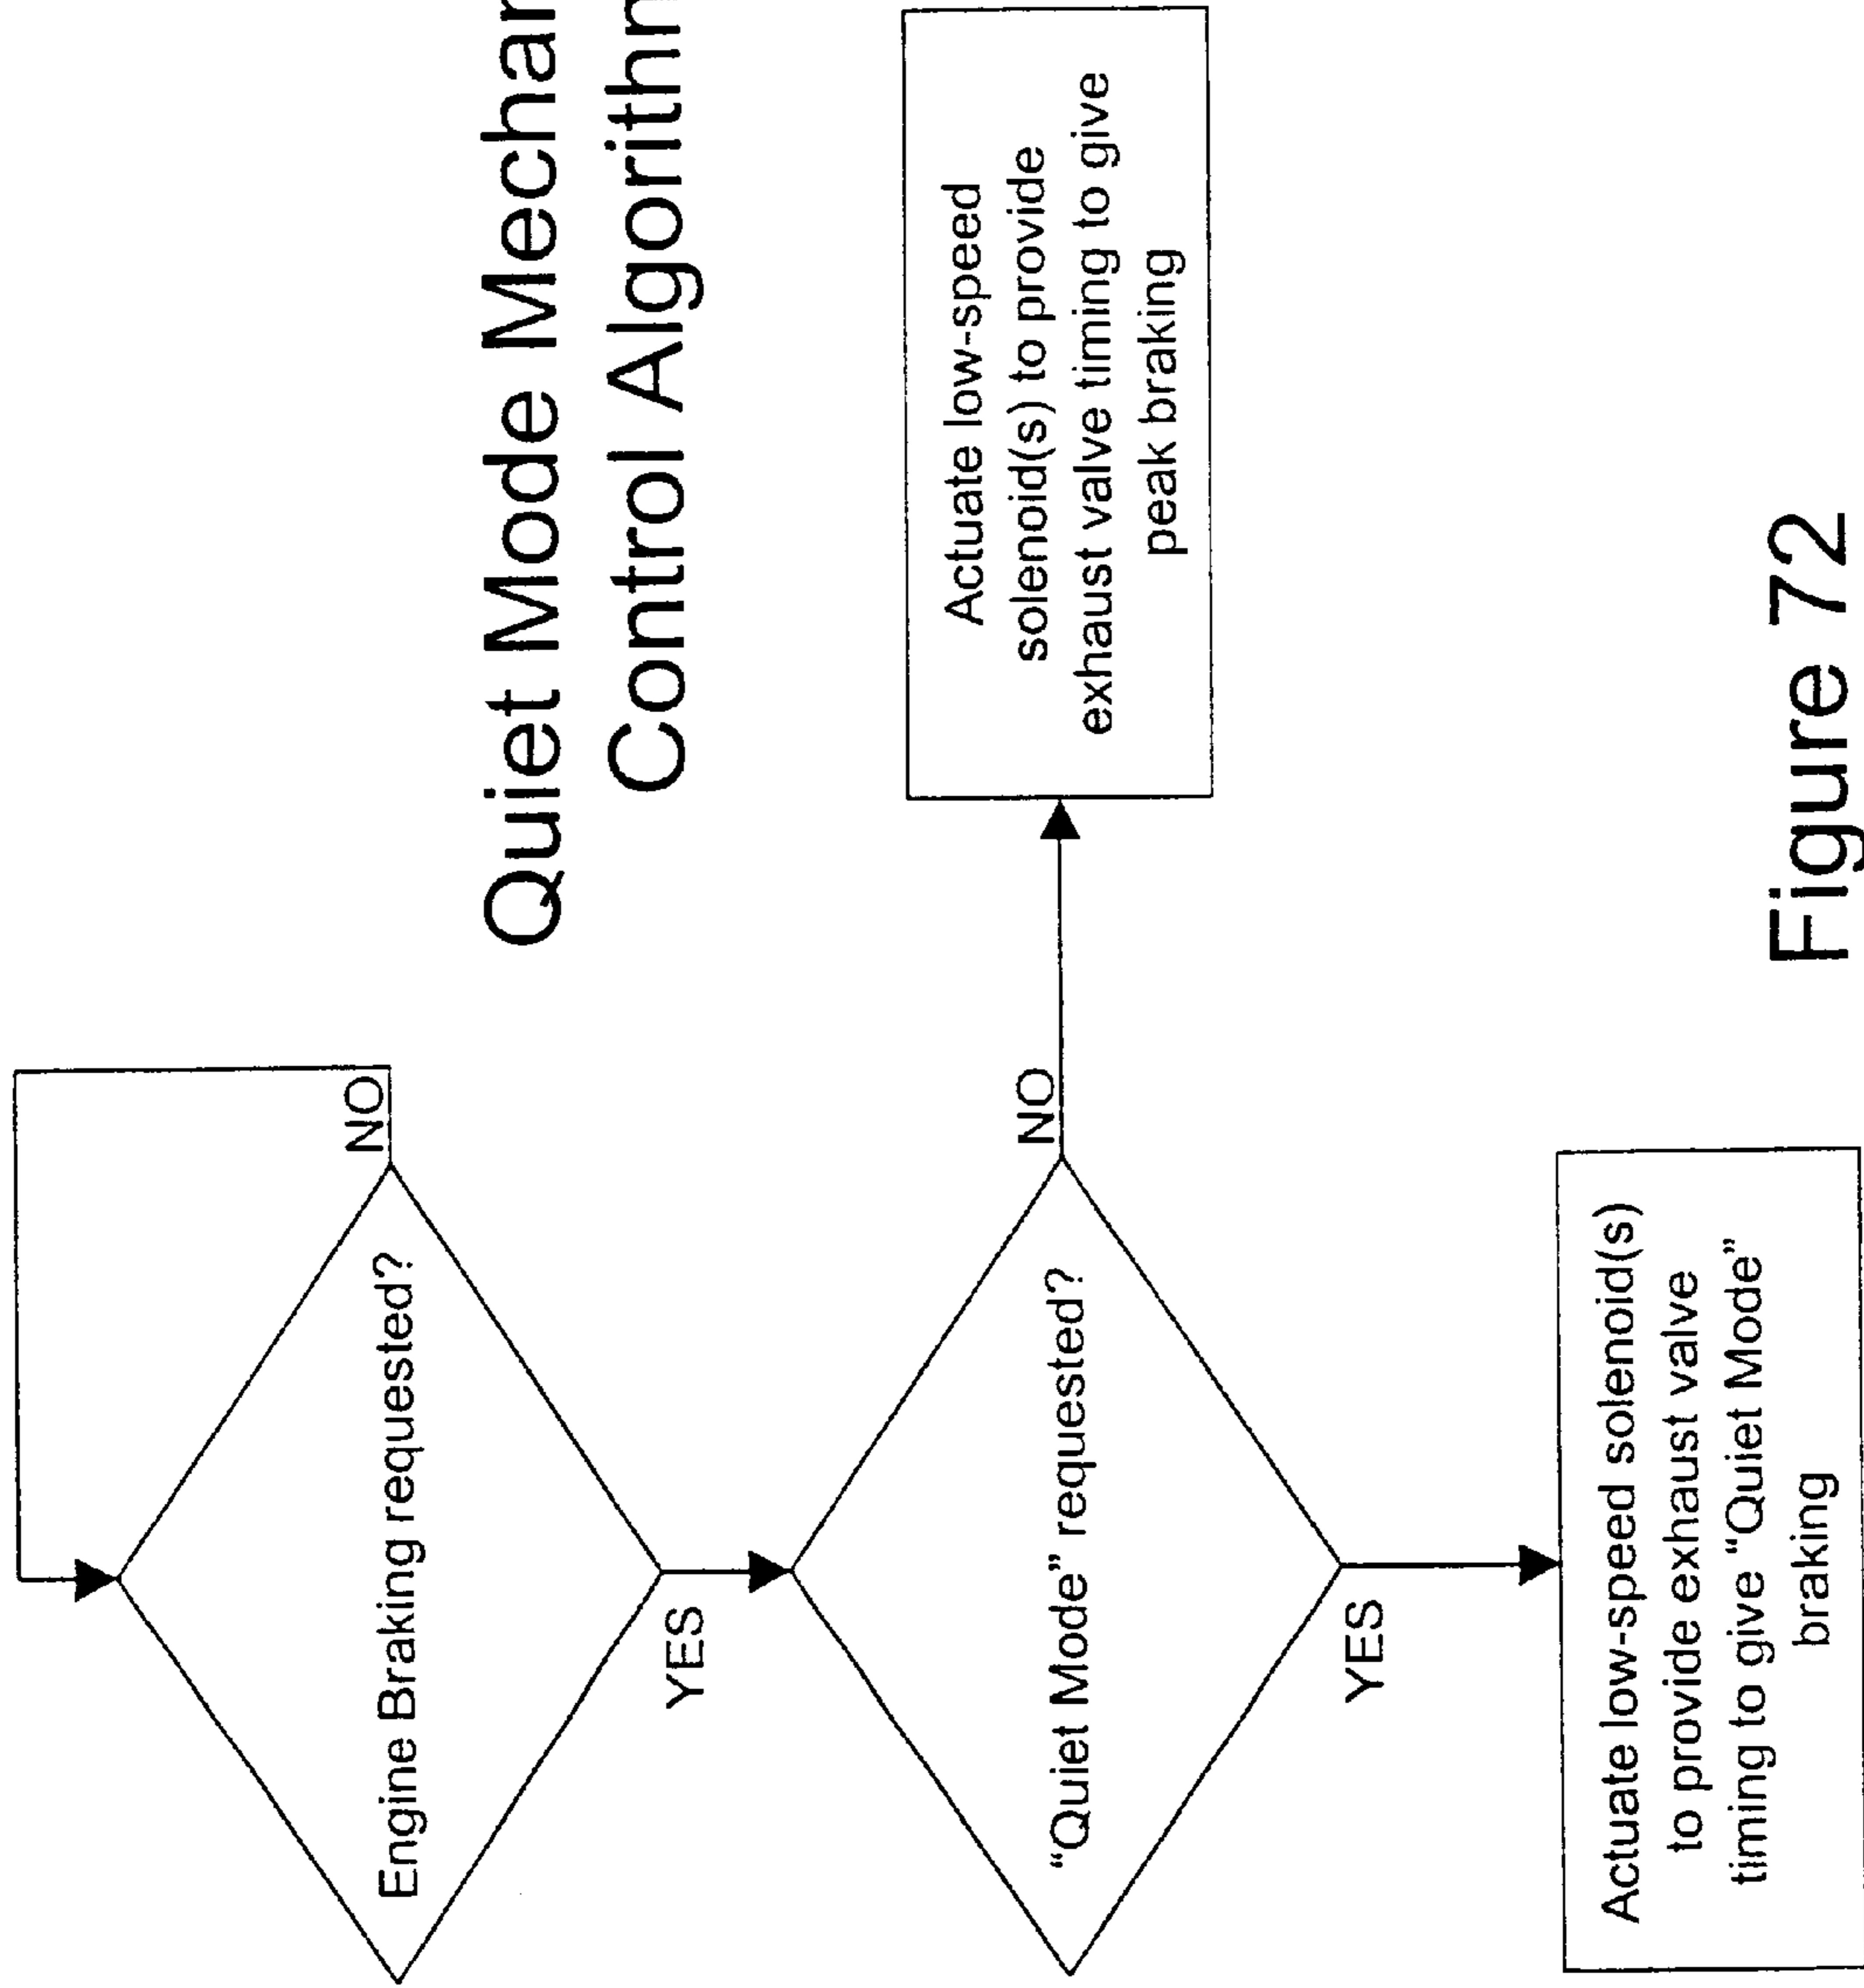 NO
Engine Braking requested?
Quiet Mode
Control Algorithm
YES
NO
“Quiet Mode” requested?
Actuate low-speed
solenoid(s) to provide
exhaust valve timing to give
peak braking
YES
Actuate low-speed solenoid(s)
to provide exhaust valve
timing to give “Quiet Mode”
braking
Figure 72